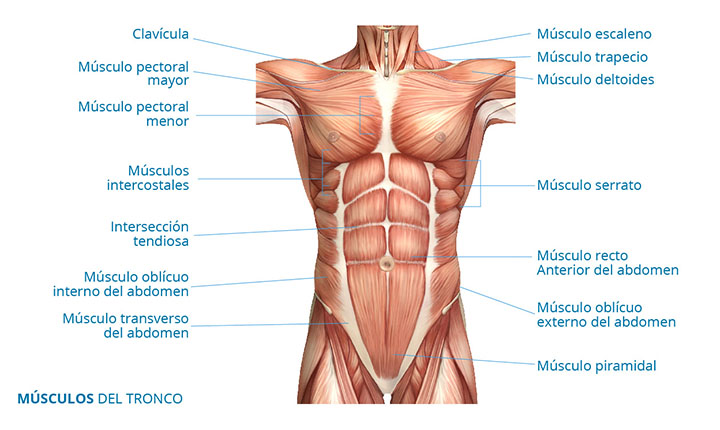 Clavícula
Músculo pectoral
mayor
Músculo pectoral
menor
Músculos
intercostales
Intersección
tendiosa
Músculo oblícuo
interno del abdomen
Músculo transverso
del abdomen
Músculo escaleno
Músculo trapecio
Músculo deltoides
Músculo serrato
Músculo recto
Anterior del abdomen
Músculo oblícuo
externo del abdomen
Músculo piramidal
MÚSCULOS DEL TRONCO